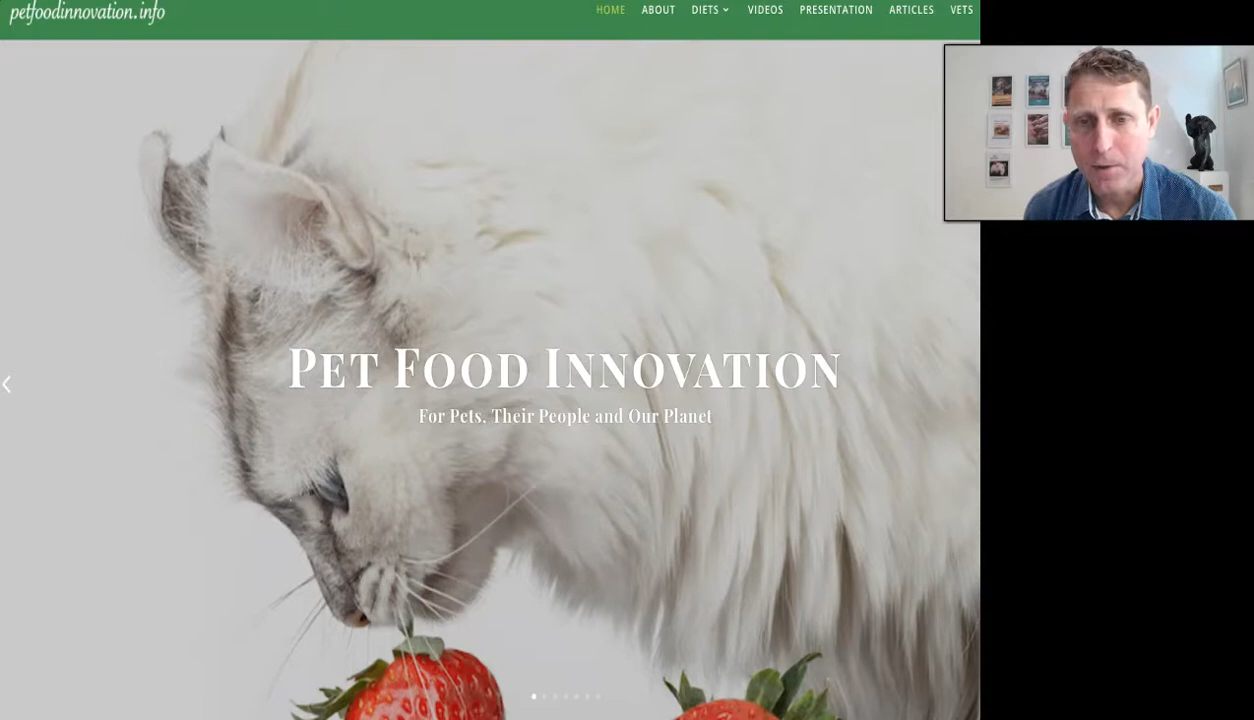 petfoodinnovation.info
HOME ABOUT DIETS VIDEOS PRESENTATION ARTICLES VETS
PET FOOD INNOVATION
For Pets, Their People and Our Planet